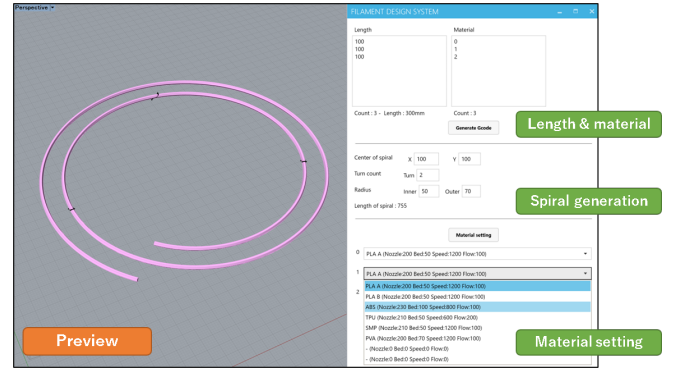 Perspective
FILAMENT DESIGN SYSTEM
Length
Material
100
100
100
0
1
2
Count : 3 - Length : 300mm
Count : 3
Generate Gcode
Length & material
Center of spiral X 100 Y 100
Turn count Turn 2
Radius Inner 50 Outer 70
Length of spiral : 755
Spiral generation
Material setting
0 PLA A (Nozzle:200 Bed:50 Speed:1200 Flow:100)
1 PLA A (Nozzle:200 Bed:50 Speed:1200 Flow:100)
2
PLA A (Nozzle:200 Bed:50 Speed:1200 Flow:100)
PLA B (Nozzle:200 Bed:50 Speed:1200 Flow:100)
ABS (Nozzle:230 Bed:100 Speed:800 Flow:100)
TPU (Nozzle:210 Bed:50 Speed:600 Flow:200)
SMP (Nozzle:210 Bed:50 Speed:1200 Flow:100)
PVA (Nozzle:200 Bed:70 Speed:1200 Flow:100)
- (Nozzle:0 Bed:0 Speed:0 Flow:0)
- (Nozzle:0 Bed:0 Speed:0 Flow:0)
Material setting
Preview